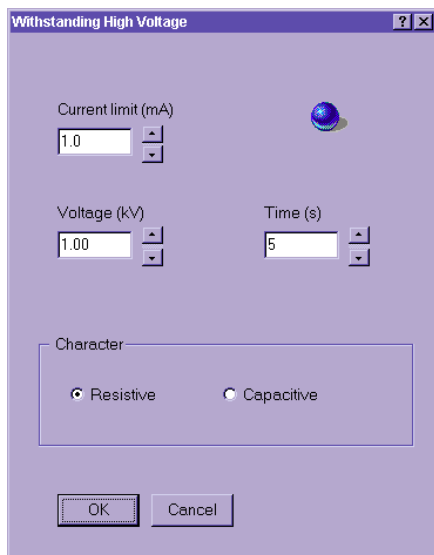 Withstanding High Voltage
Current limit (mA)
1.0
Voltage (kV) Time (s)
1.00 5
Character
Resistive Capacitive
OK Cancel